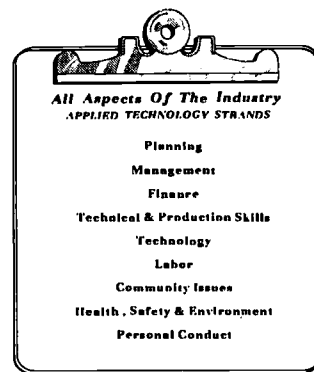 All Aspects Of The Industry
APPLIED TECHNOLOGY STRANDS
Planning
Management
Finance
Technical & Production Skills
Technology
Labor
Community Issues
Health, Safety & Environment
Personal Conduct